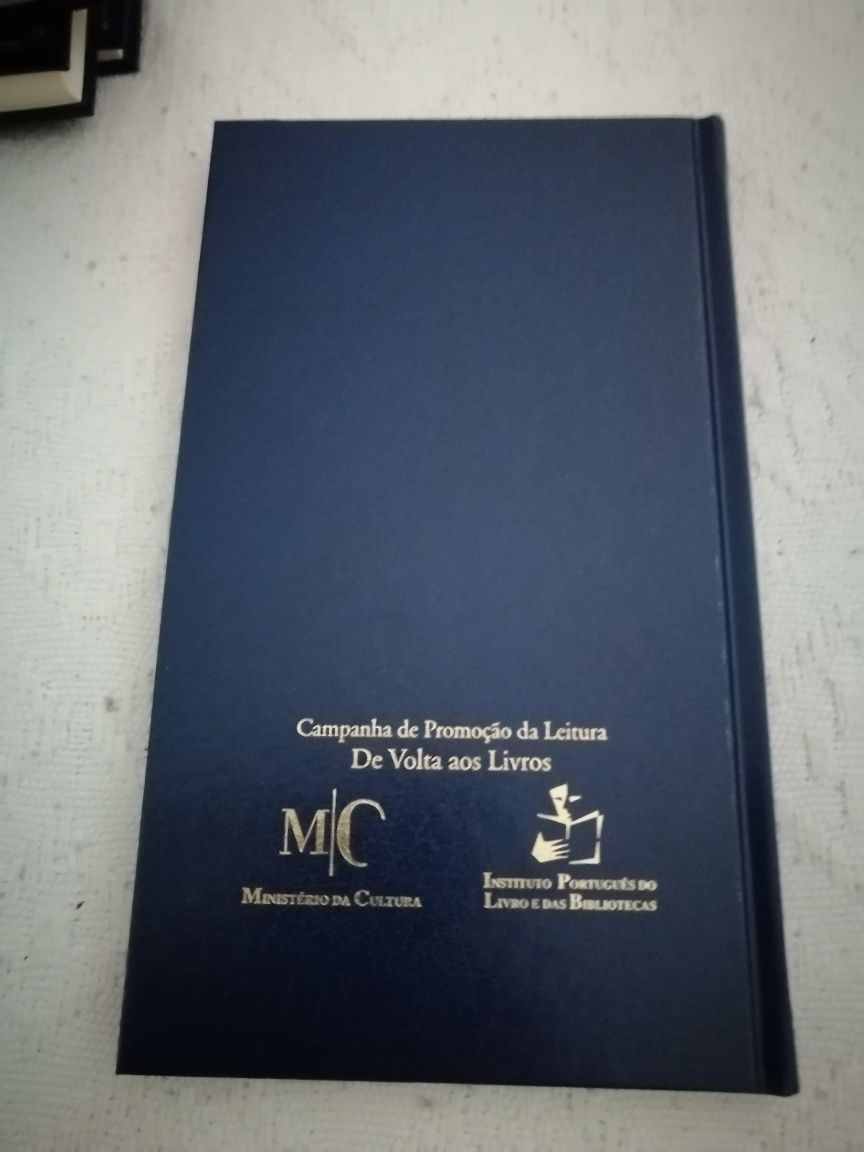 Campanha de Promoção da Leitura
De Volta aos Livros
M|C
MINISTÉRIO DA CULTURA
INSTITUTO PORTUGUÊS DO
LIVRO E DAS BIBLIOTECAS